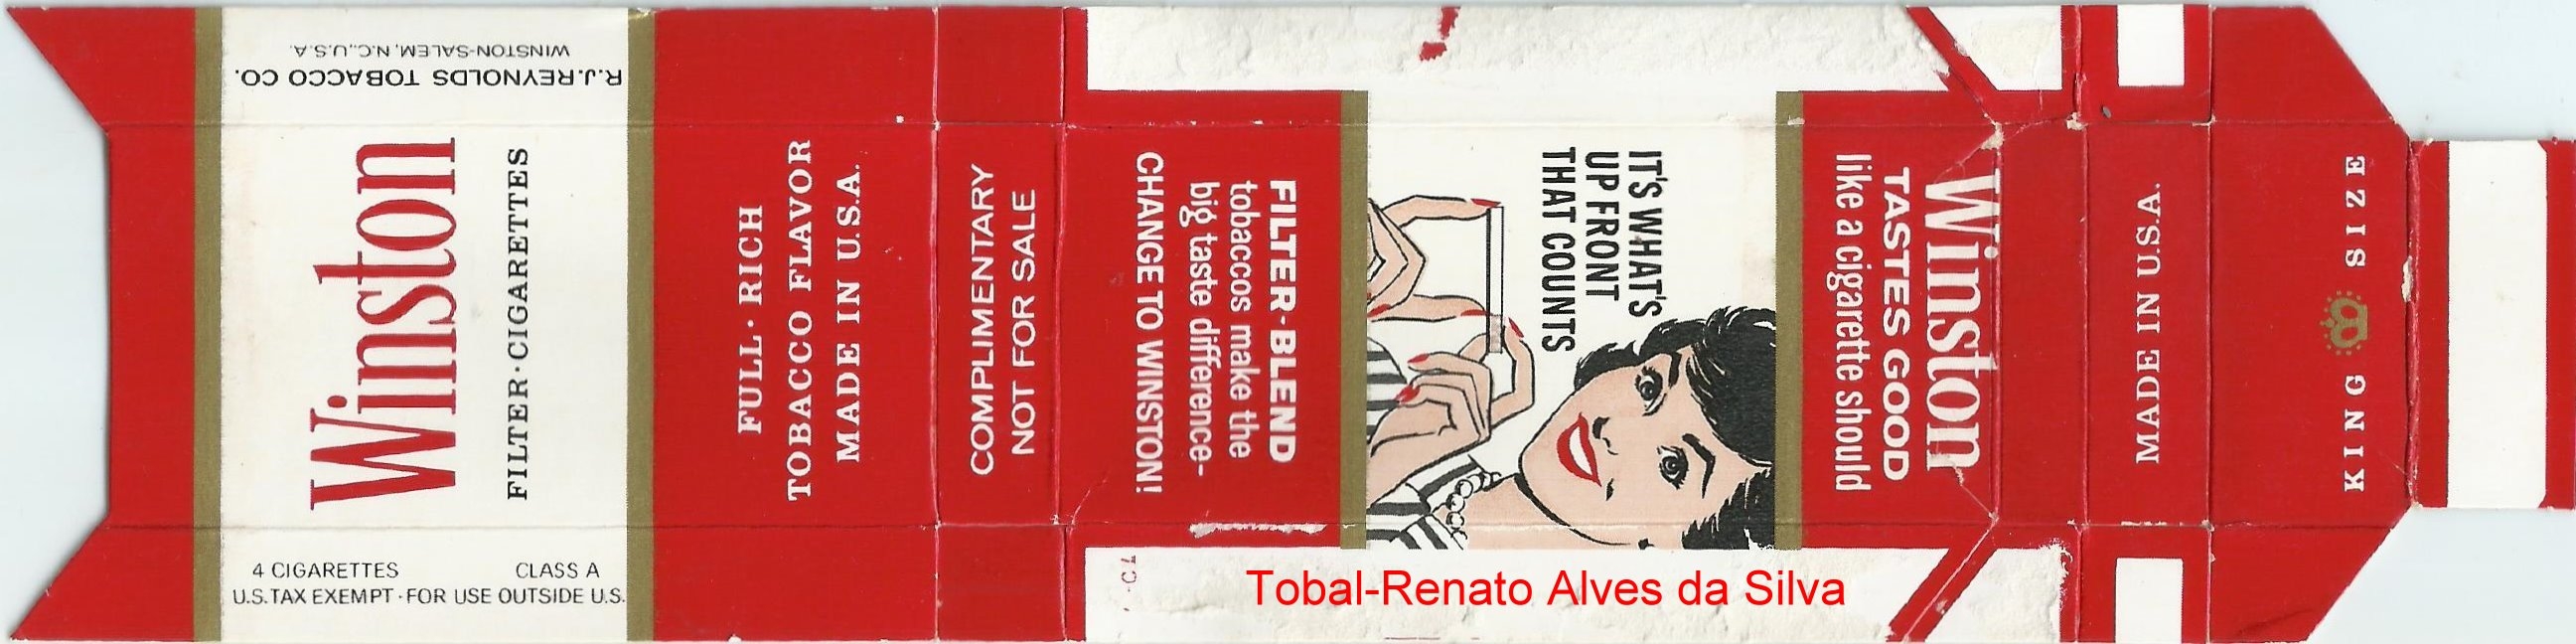 WINSTON-SALEM, N.C., U.S.A.
R.J.REYNOLDS TOBACCO CO.
Winston
FILTER·CIGARETTES
4 CIGARETTES CLASS A
U.S. TAX EXEMPT · FOR USE OUTSIDE U.S.
FULL · RICH
TOBACCO FLAVOR
MADE IN U.S.A.
COMPLIMENTARY
NOT FOR SALE
FILTER-BLEND
tobaccos make the
big taste difference-
CHANGE TO WINSTON!
IT'S WHAT'S
UP FRONT
THAT COUNTS
Winston
TASTES GOOD
like a cigarette should
MADE IN U.S.A.
KING SIZE
Tobal-Renato Alves da Silva